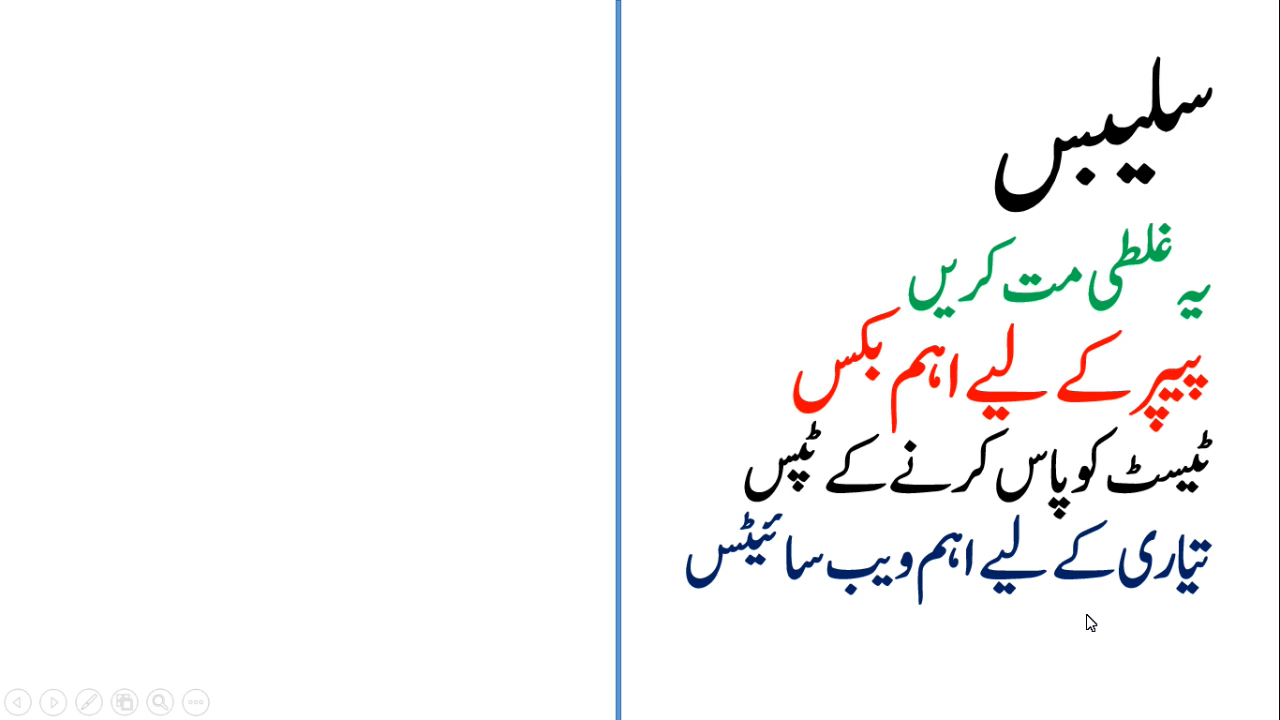 سلیبس
یہ غلطی مت کریں
پیپر کے لیے اہم بکس
ٹیسٹ کو پاس کرنے کے ٹپس
تیاری کے لیے اہم ویب سائیٹس